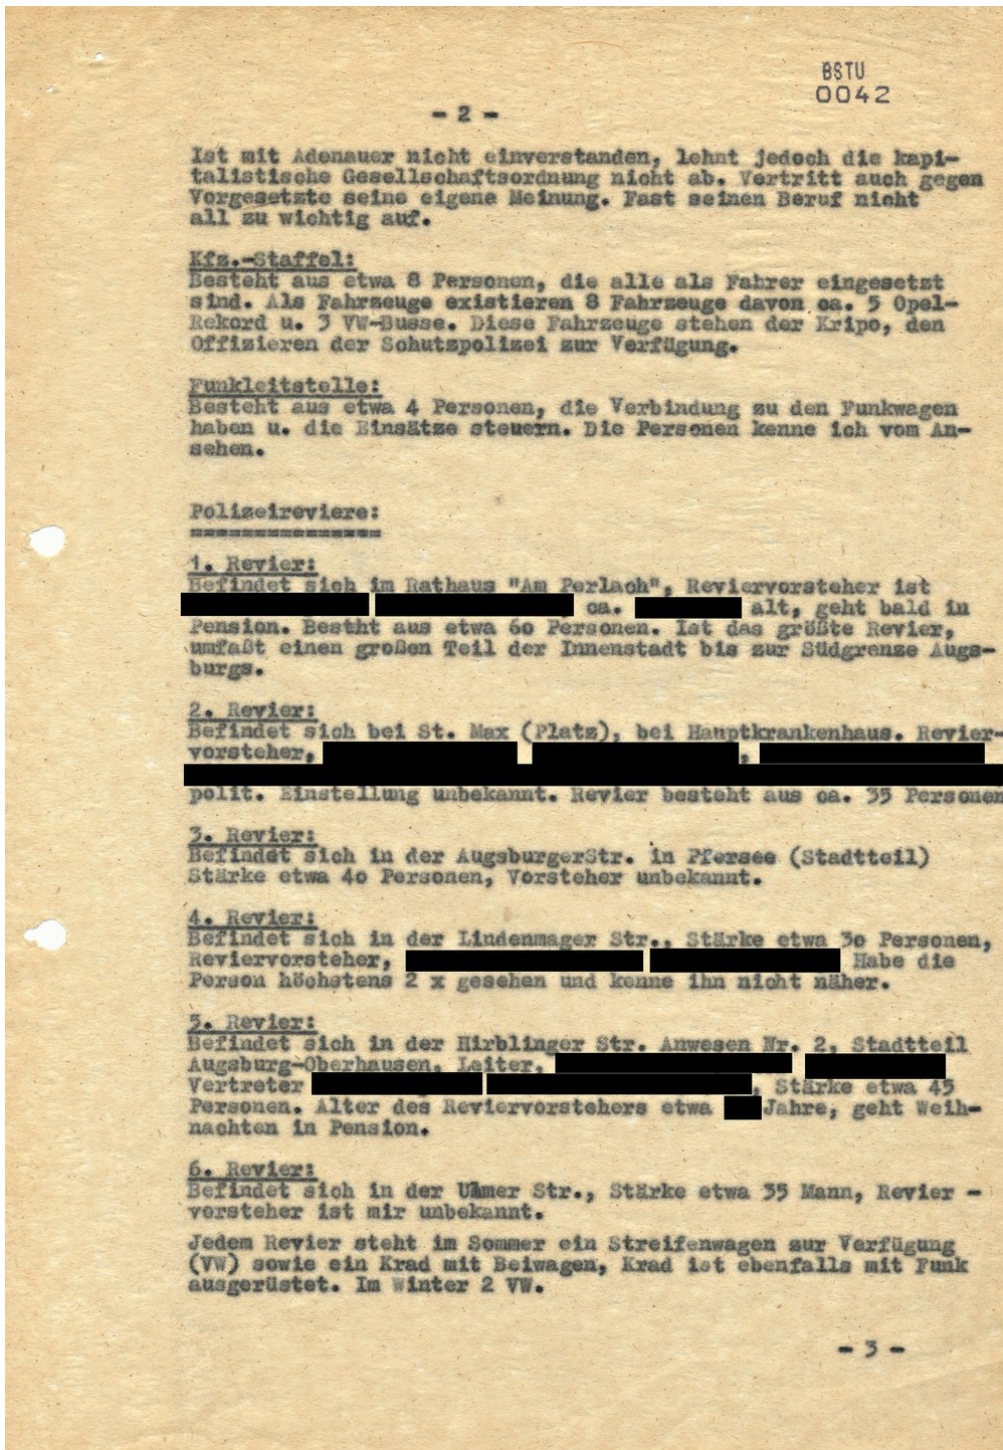 BSTU
0042
- 2 -
Ist mit Adenauer nicht einverstanden, lehnt jedoch die kapi-
talistische Gesellschaftsordnung nicht ab. Vertritt auch gegen
Vorgesetzte seine eigene Meinung. Fast seinen Beruf nicht
all zu wichtig auf.
Kfz.-Staffel:
Besteht aus etwa 8 Personen, die alle als Fahrer eingesetzt
sind. Als Fahrzeuge existieren 8 Fahrzeuge davon ca. 5 Opel-
Rekord u. 3 VW-Busse. Diese Fahrzeuge stehen der Kripo, den
Offizieren der Schutzpolizei zur Verfügung.
Funkleitstelle:
Besteht aus etwa 4 Personen, die Verbindung zu den Funkwagen
haben u. die Einsätze steuern. Die Personen kenne ich vom An-
sehen.
Polizeireviere:
===============
1. Revier:
Befindet sich im Rathaus "Am Perlach", Reviervorsteher ist
ca. alt, geht bald in
Pension. Bestht aus etwa 6o Personen. Ist das größte Revier,
umfaßt einen großen Teil der Innenstadt bis zur Südgrenze Augs-
burgs.
2. Revier:
Befindet sich bei St. Max (Platz), bei Hauptkrankenhaus. Revier-
vorsteher, ,
polit. Einstellung unbekannt. Revier besteht aus ca. 35 Personen
3. Revier:
Befindet sich in der AugsburgerStr. in Pfersee (Stadtteil)
Stärke etwa 4o Personen, Vorsteher unbekannt.
4. Revier:
Befindet sich in der Lindenmager Str., Stärke etwa 3o Personen,
Reviervorsteher, Habe die
Person höchstens 2 x gesehen und kenne ihn nicht näher.
5. Revier:
Befindet sich in der Hirblinger Str. Anwesen Nr. 2, Stadtteil
Augsburg-Oberhausen, Leiter,
Vertreter , Stärke etwa 45
Personen. Alter des Reviervorstehers etwa Jahre, geht Weih-
nachten in Pension.
6. Revier:
Befindet sich in der Ulmer Str., Stärke etwa 35 Mann, Revier -
vorsteher ist mir unbekannt.
Jedem Revier steht im Sommer ein Streifenwagen zur Verfügung
(VW) sowie ein Krad mit Beiwagen, Krad ist ebenfalls mit Funk
ausgerüstet. Im Winter 2 VW.
- 3 -